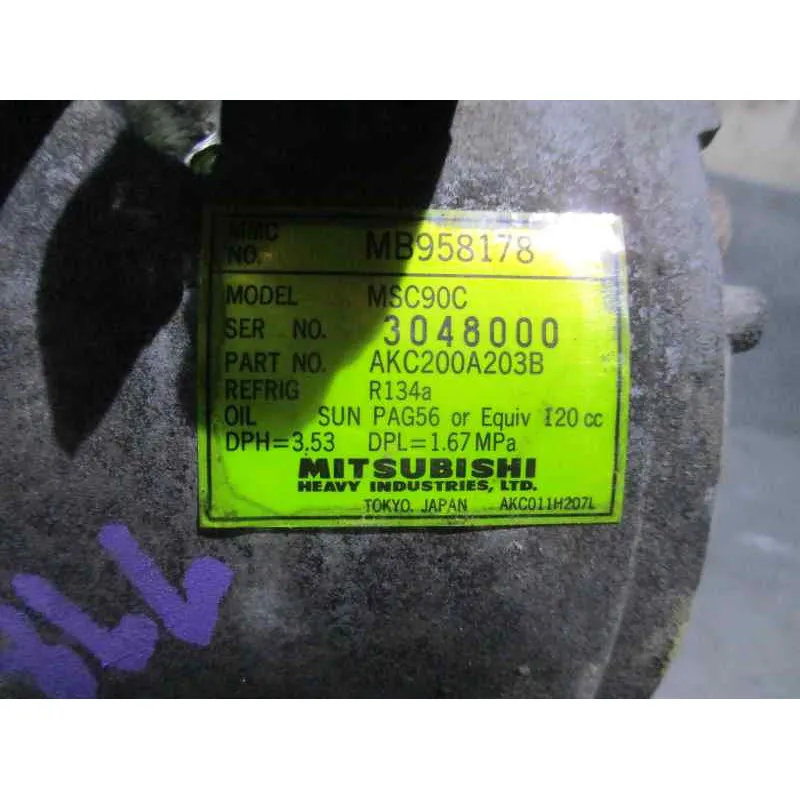 MMC
NO. MB958178
MODEL MSC90C
SER NO. 3048000
PART NO. AKC200A203B
REFRIG R134a
OIL SUN PAG56 or Equiv 120 cc
DPH=3.53 DPL=1.67 MPa
MITSUBISHI
HEAVY INDUSTRIES, LTD.
TOKYO, JAPAN AKC011H207L